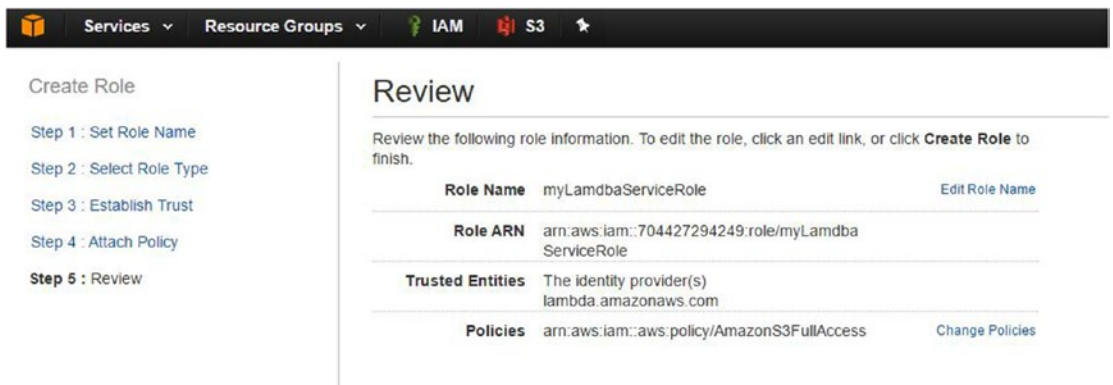 Services Resource Groups IAM S3
Create Role
Step 1 : Set Role Name
Step 2 : Select Role Type
Step 3 : Establish Trust
Step 4 : Attach Policy
Step 5 : Review
Review
Review the following role information. To edit the role, click an edit link, or click Create Role to
finish.
Role Name myLamdbaServiceRole Edit Role Name
Role ARN arn:aws:iam::704427294249:role/myLamdba
ServiceRole
Trusted Entities The identity provider(s)
lambda.amazonaws.com
Policies arn:aws:iam::aws:policy/AmazonS3FullAccess Change Policies